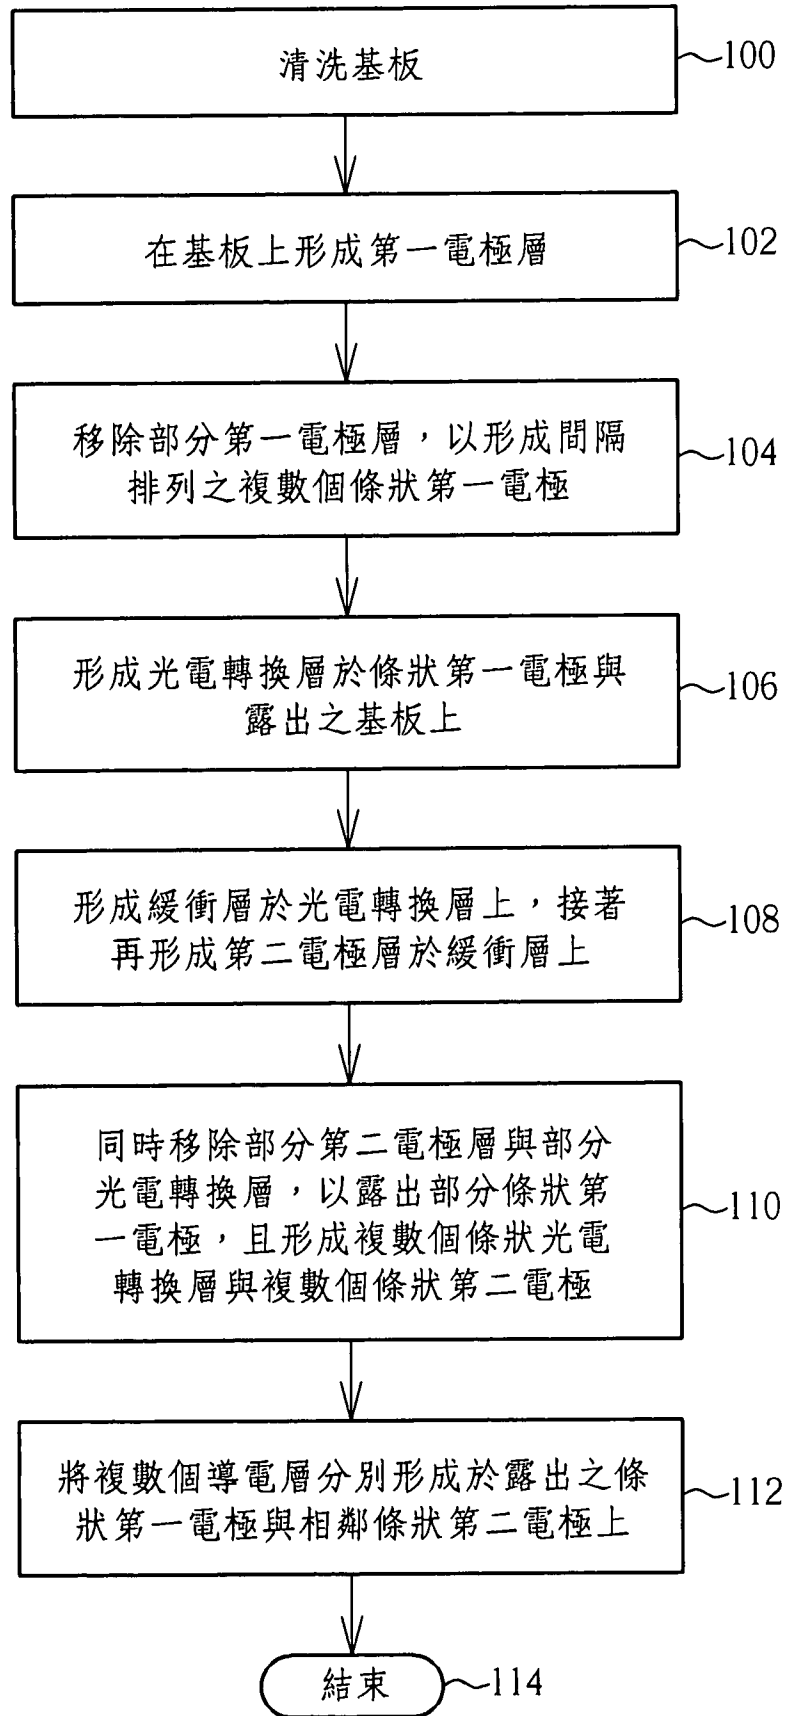 清洗基板
100
在基板上形成第一電極層
102
移除部分第一電極層，以形成間隔
排列之複數個條狀第一電極
104
形成光電轉換層於條狀第一電極與
露出之基板上
106
形成緩衝層於光電轉換層上，接著
再形成第二電極層於緩衝層上
108
同時移除部分第二電極層與部分
光電轉換層，以露出部分條狀第
一電極，且形成複數個條狀光電
轉換層與複數個條狀第二電極
110
將複數個導電層分別形成於露出之條
狀第一電極與相鄰條狀第二電極上
112
結束
114